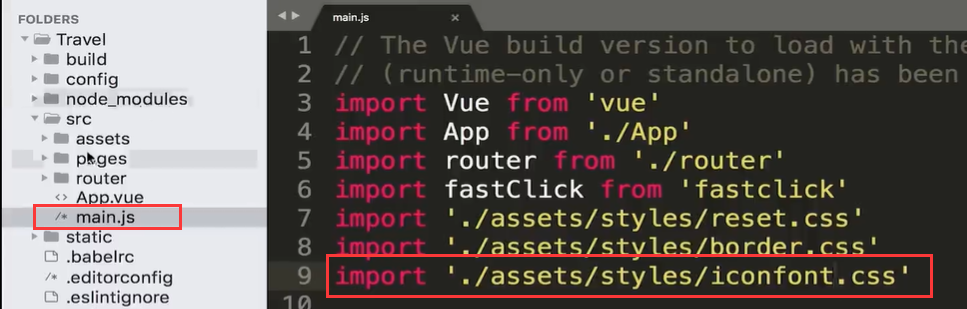 FOLDERS
Travel
build
config
node_modules
src
assets
pages
router
<> App.vue
/* main.js
static
.babelrc
/* .editorconfig
.eslintignore
main.js ×
1 // The Vue build version to load with the
2 // (runtime-only or standalone) has been
3 import Vue from 'vue'
4 import App from './App'
5 import router from './router'
6 import fastClick from 'fastclick'
7 import './assets/styles/reset.css'
8 import './assets/styles/border.css'
9 import './assets/styles/iconfont.css'
10